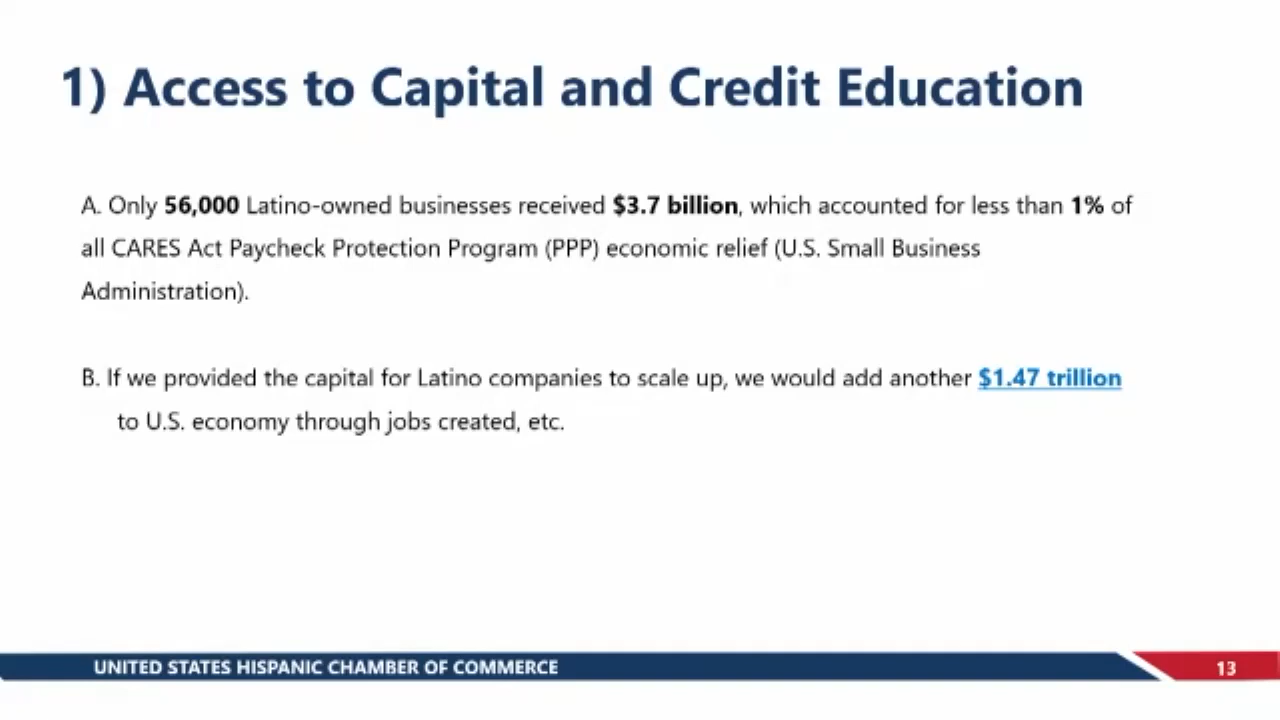 1) Access to Capital and Credit Education
A. Only 56,000 Latino-owned businesses received $3.7 billion, which accounted for less than 1% of
all CARES Act Paycheck Protection Program (PPP) economic relief (U.S. Small Business
Administration).
B. If we provided the capital for Latino companies to scale up, we would add another $1.47 trillion
to U.S. economy through jobs created, etc.
UNITED STATES HISPANIC CHAMBER OF COMMERCE
13